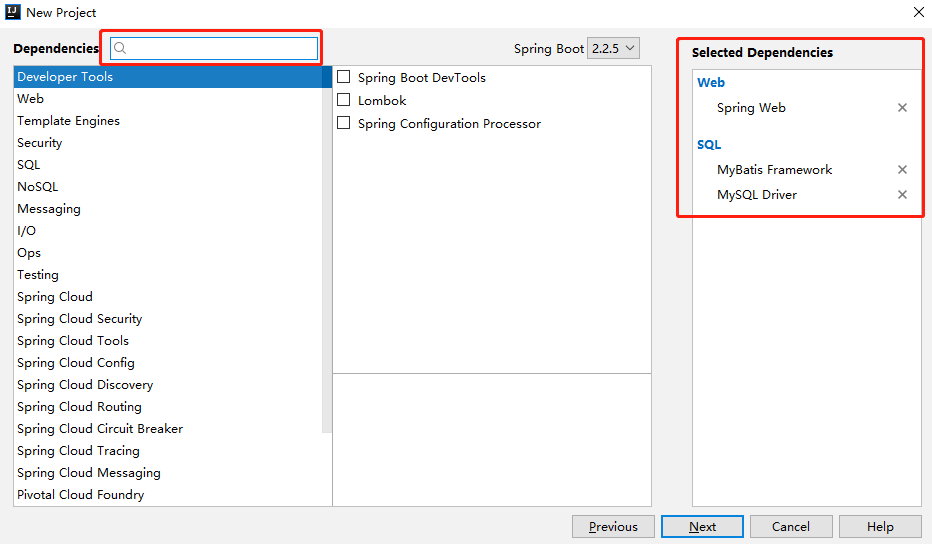 New Project
Dependencies
Spring Boot 2.2.5
Developer Tools
Web
Template Engines
Security
SQL
NoSQL
Messaging
I/O
Ops
Testing
Spring Cloud
Spring Cloud Security
Spring Cloud Tools
Spring Cloud Config
Spring Cloud Discovery
Spring Cloud Routing
Spring Cloud Circuit Breaker
Spring Cloud Tracing
Spring Cloud Messaging
Pivotal Cloud Foundry
Spring Boot DevTools
Lombok
Spring Configuration Processor
Selected Dependencies
Web
Spring Web
SQL
MyBatis Framework
MySQL Driver
Previous
Next
Cancel
Help